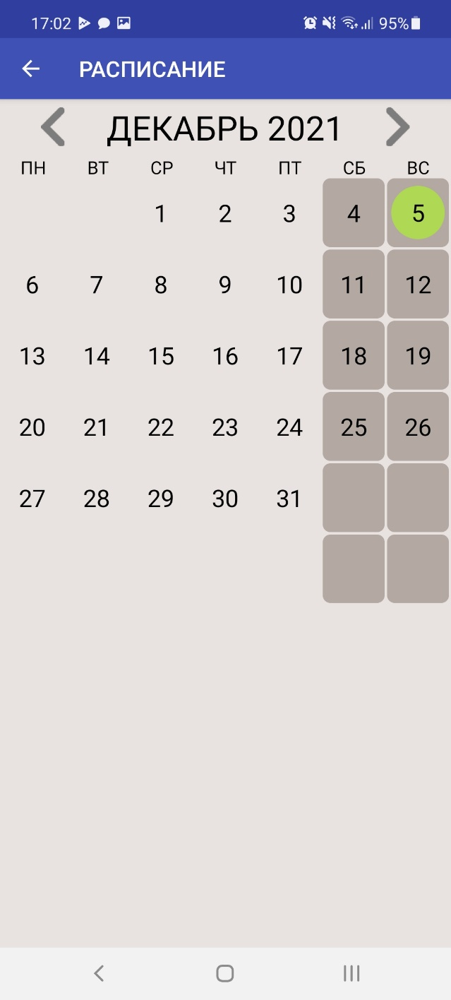 17:02 95%
РАСПИСАНИЕ
ДЕКАБРЬ 2021
ПН ВТ СР ЧТ ПТ СБ ВС
1 2 3 4 5
6 7 8 9 10 11 12
13 14 15 16 17 18 19
20 21 22 23 24 25 26
27 28 29 30 31